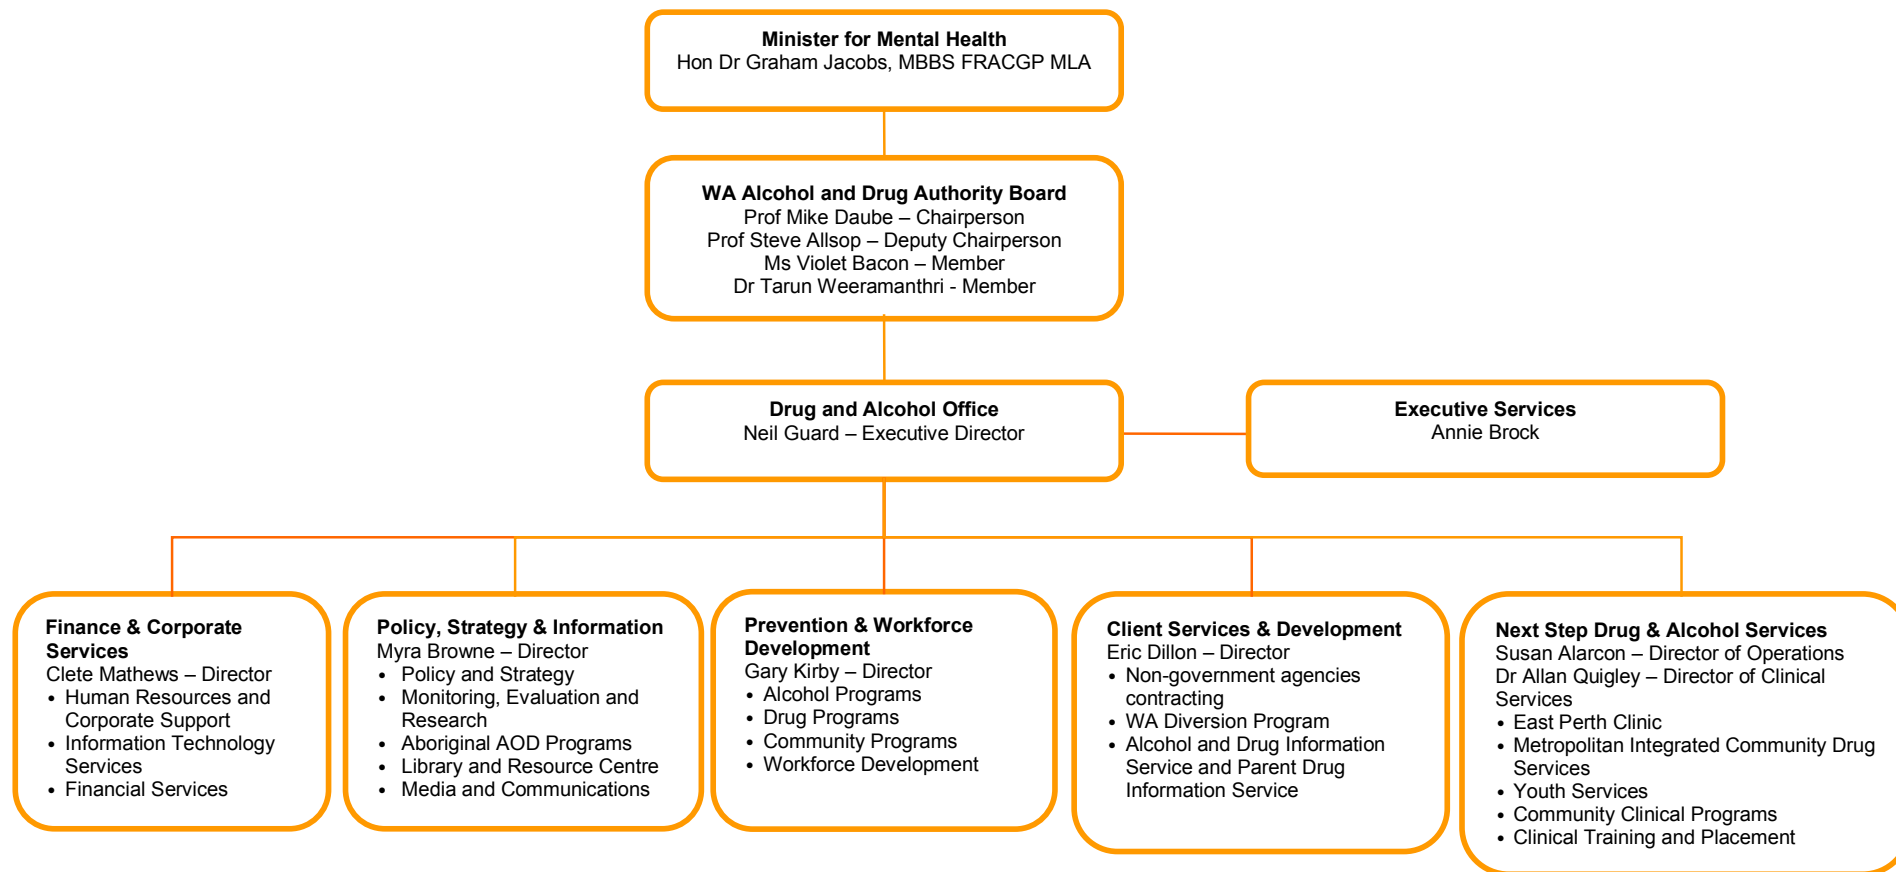 Minister for Mental Health
Hon Dr Graham Jacobs, MBBS FRACGP MLA
WA Alcohol and Drug Authority Board
Prof Mike Daube – Chairperson
Prof Steve Allsop – Deputy Chairperson
Ms Violet Bacon – Member
Dr Tarun Weeramanthri - Member
Drug and Alcohol Office
Neil Guard – Executive Director
Executive Services
Annie Brock
Finance & Corporate
Services
Clete Mathews – Director
• Human Resources and
Corporate Support
• Information Technology
Services
• Financial Services
Policy, Strategy & Information
Myra Browne – Director
• Policy and Strategy
• Monitoring, Evaluation and
Research
• Aboriginal AOD Programs
• Library and Resource Centre
• Media and Communications
Prevention & Workforce
Development
Gary Kirby – Director
• Alcohol Programs
• Drug Programs
• Community Programs
• Workforce Development
Client Services & Development
Eric Dillon – Director
• Non-government agencies
contracting
• WA Diversion Program
• Alcohol and Drug Information
Service and Parent Drug
Information Service
Next Step Drug & Alcohol Services
Susan Alarcon – Director of Operations
Dr Allan Quigley – Director of Clinical
Services
• East Perth Clinic
• Metropolitan Integrated Community Drug
Services
• Youth Services
• Community Clinical Programs
• Clinical Training and Placement